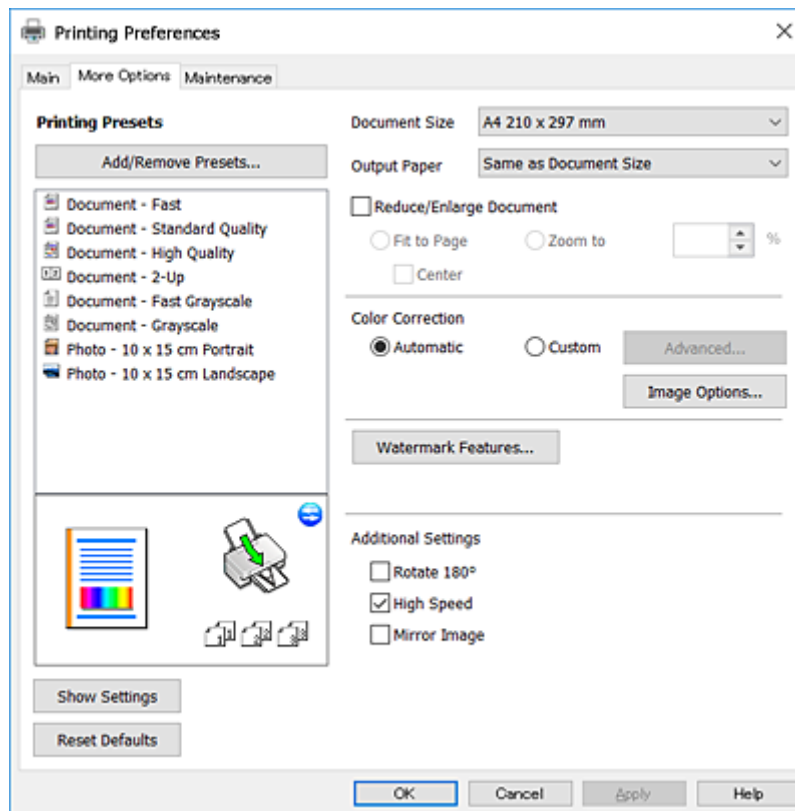 Printing Preferences
Main More Options Maintenance
Printing Presets
Add/Remove Presets...
Document - Fast
Document - Standard Quality
Document - High Quality
Document - 2-Up
Document - Fast Grayscale
Document - Grayscale
Photo - 10 x 15 cm Portrait
Photo - 10 x 15 cm Landscape
Show Settings
Reset Defaults
Document Size A4 210 x 297 mm
Output Paper Same as Document Size
Reduce/Enlarge Document
Fit to Page Zoom to %
Center
Color Correction
Automatic Custom Advanced...
Image Options...
Watermark Features...
Additional Settings
Rotate 180°
High Speed
Mirror Image
OK Cancel Apply Help